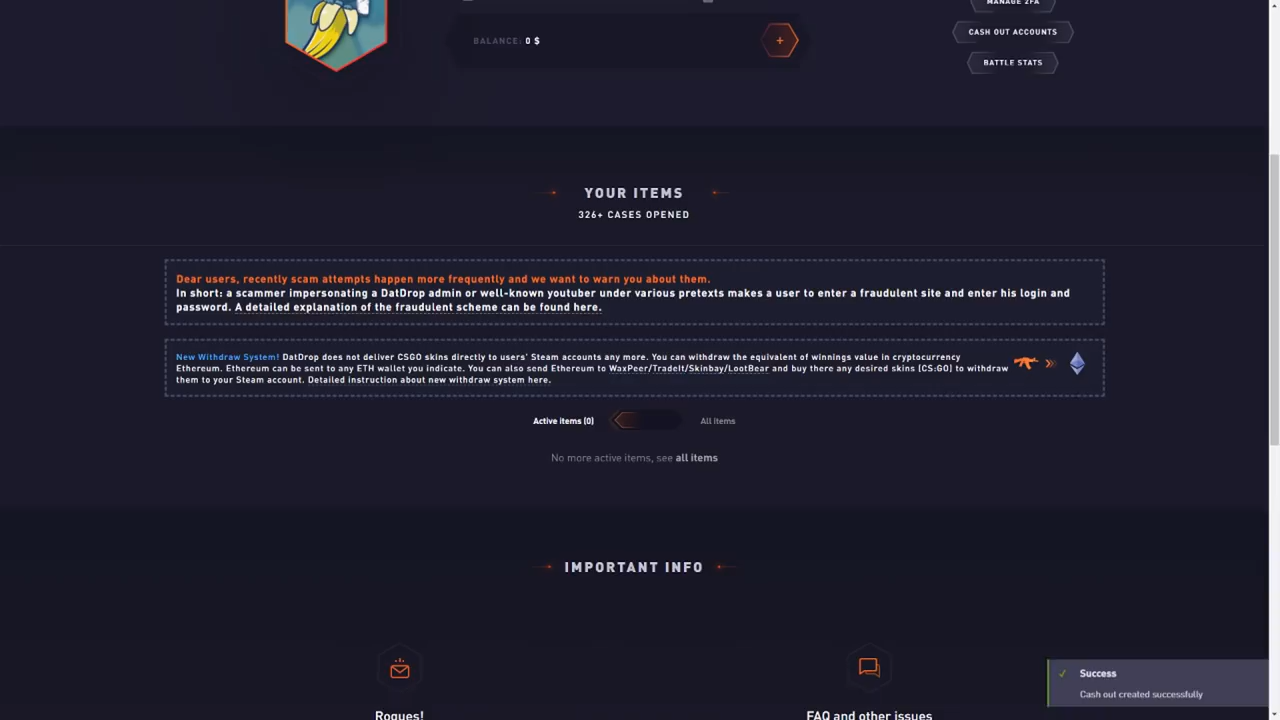 MANAGE 2FA
BALANCE: 0 $
+
CASH OUT ACCOUNTS
BATTLE STATS
YOUR ITEMS
326+ CASES OPENED
Dear users, recently scam attempts happen more frequently and we want to warn you about them.
In short: a scammer impersonating a DatDrop admin or well-known youtuber under various pretexts makes a user to enter a fraudulent site and enter his login and
password. A detailed explanation of the fraudulent scheme can be found here.
New Withdraw System! DatDrop does not deliver CSGO skins directly to users' Steam accounts any more. You can withdraw the equivalent of winnings value in cryptocurrency
Ethereum. Ethereum can be sent to any ETH wallet you indicate. You can also send Ethereum to WaxPeer/TradeIt/Skinbay/LootBear and buy there any desired skins (CS:GO) to withdraw
them to your Steam account. Detailed instruction about new withdraw system here.
Active items (0)
All items
No more active items, see all items
IMPORTANT INFO
Rogues!
FAQ and other issues
Success
Cash out created successfully